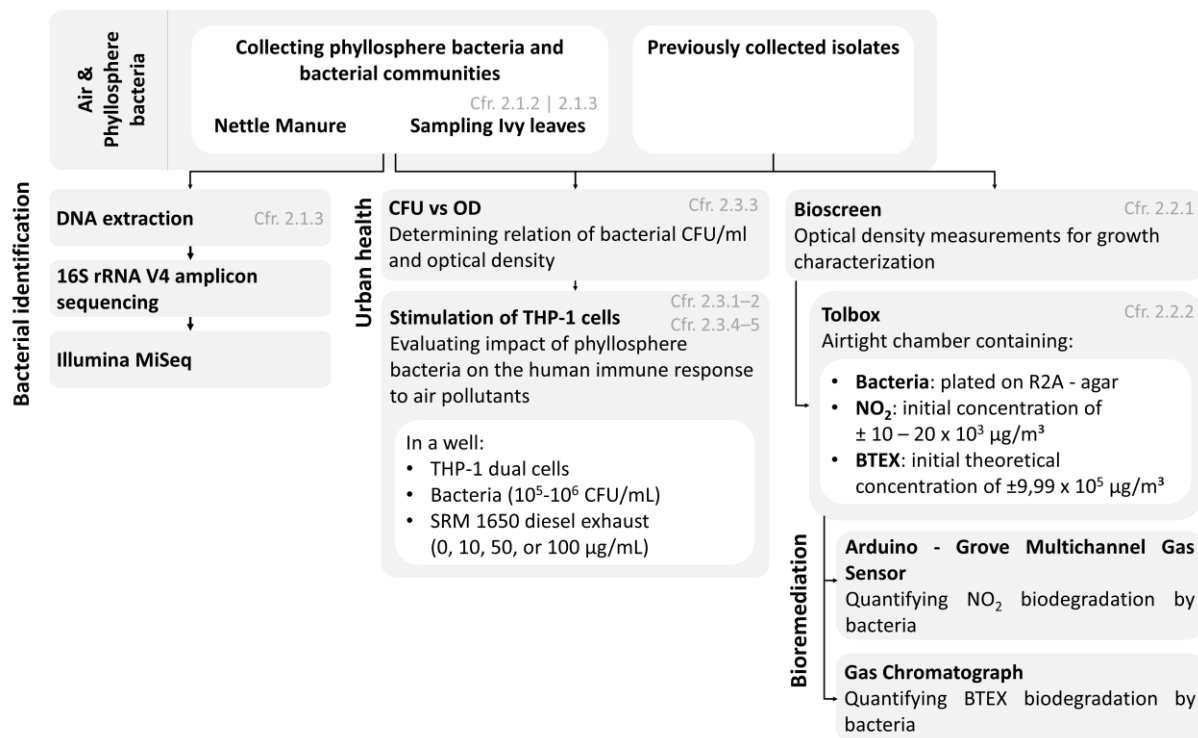 Air &
Phyllosphere
bacteria
Collecting phyllosphere bacteria and
bacterial communities
Cfr. 2.1.2 | 2.1.3
Nettle Manure
Sampling Ivy leaves
Previously collected isolates
Bacterial identification
DNA extraction
Cfr. 2.1.3
16S rRNA V4 amplicon
sequencing
Illumina MiSeq
Urban health
CFU vs OD
Cfr. 2.3.3
Determining relation of bacterial CFU/ml
and optical density
Cfr. 2.3.1–2
Cfr. 2.3.4–5
Stimulation of THP-1 cells
Evaluating impact of phyllosphere
bacteria on the human immune response
to air pollutants
In a well:
• THP-1 dual cells
• Bacteria (10⁵-10⁶ CFU/mL)
• SRM 1650 diesel exhaust
(0, 10, 50, or 100 µg/mL)
Bioremediation
Bioscreen
Cfr. 2.2.1
Optical density measurements for growth
characterization
Tolbox
Cfr. 2.2.2
Airtight chamber containing:
• Bacteria: plated on R2A - agar
• NO₂: initial concentration of
± 10 – 20 x 10³ µg/m³
• BTEX: initial theoretical
concentration of ±9,99 x 10⁵ µg/m³
Arduino - Grove Multichannel Gas
Sensor
Quantifying NO₂ biodegradation by
bacteria
Gas Chromatograph
Quantifying BTEX biodegradation by
bacteria